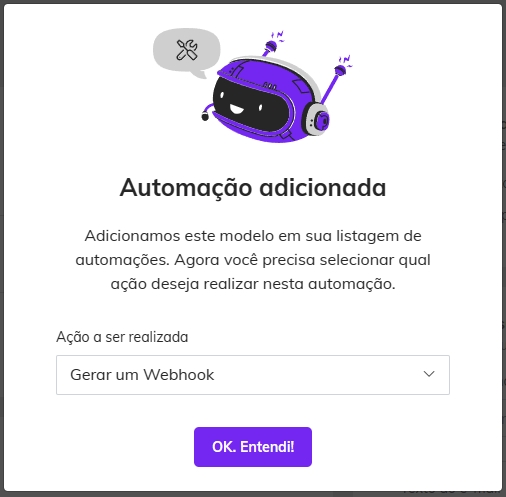 Automação adicionada
Adicionamos este modelo em sua listagem de
automações. Agora você precisa selecionar qual
ação deseja realizar nesta automação.
Ação a ser realizada
Gerar um Webhook
OK. Entendi!